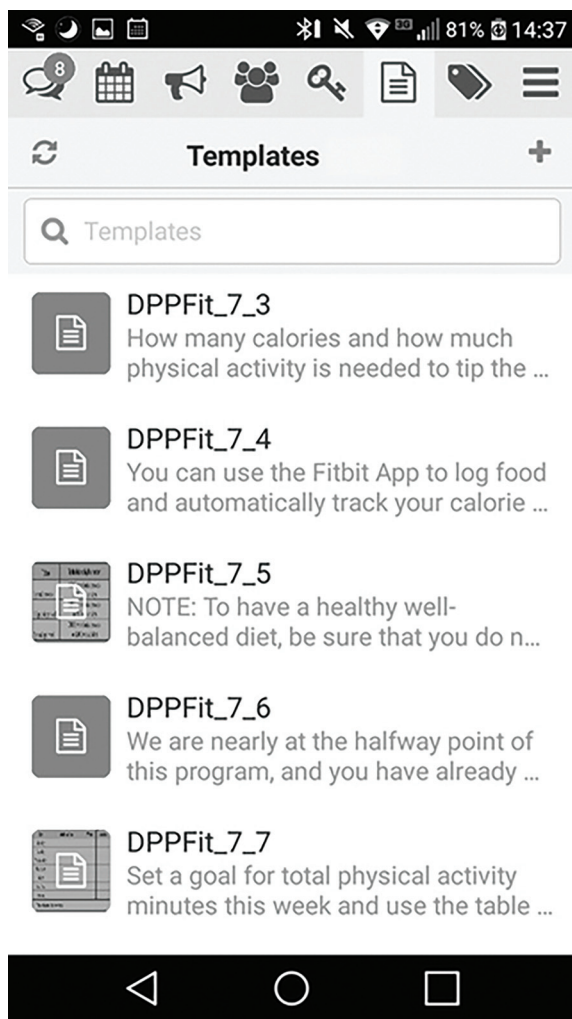 3G 81% 14:37
8
Templates
Templates
DPPFit_7_3
How many calories and how much
physical activity is needed to tip the ...
DPPFit_7_4
You can use the Fitbit App to log food
and automatically track your calorie ...
DPPFit_7_5
NOTE: To have a healthy well-
balanced diet, be sure that you do n...
DPPFit_7_6
We are nearly at the halfway point of
this program, and you have already ...
DPPFit_7_7
Set a goal for total physical activity
minutes this week and use the table ...